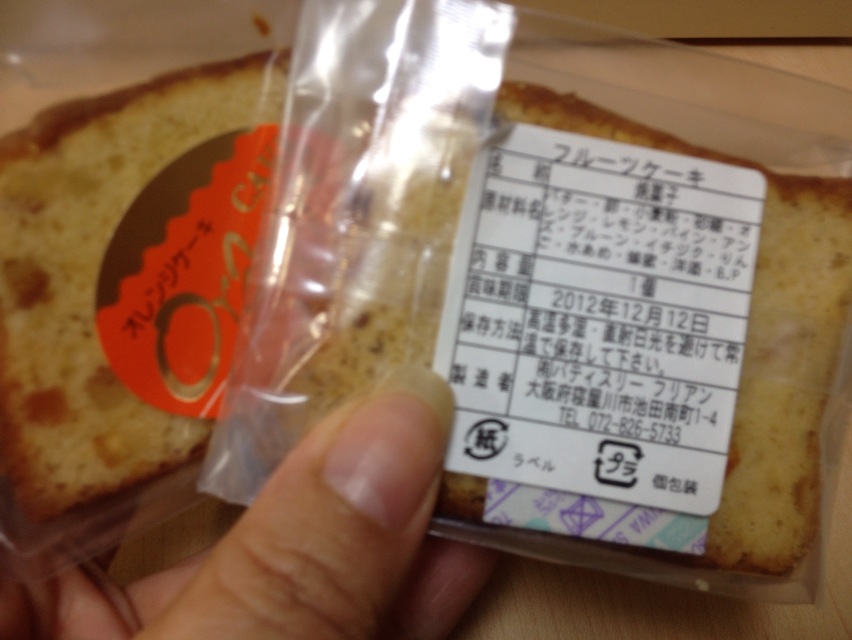 オレンジケーキ
フルーツケーキ
名 称 焼菓子
原材料名 バター・卵・小麦粉・砂糖・オ
レンジ・レモン・パイン・アン
ズ・プルーン・イチジク・りん
ご・水あめ・蜂蜜・洋酒・B.P
内容量 1個
賞味期限 2012年12月12日
保存方法 高温多湿・直射日光を避けて常
温で保存して下さい。
製造者 ㈲パティスリー フリアン
大阪府寝屋川市池田南町1-4
TEL 072-826-5733
紙 ラベル プラ 個包装